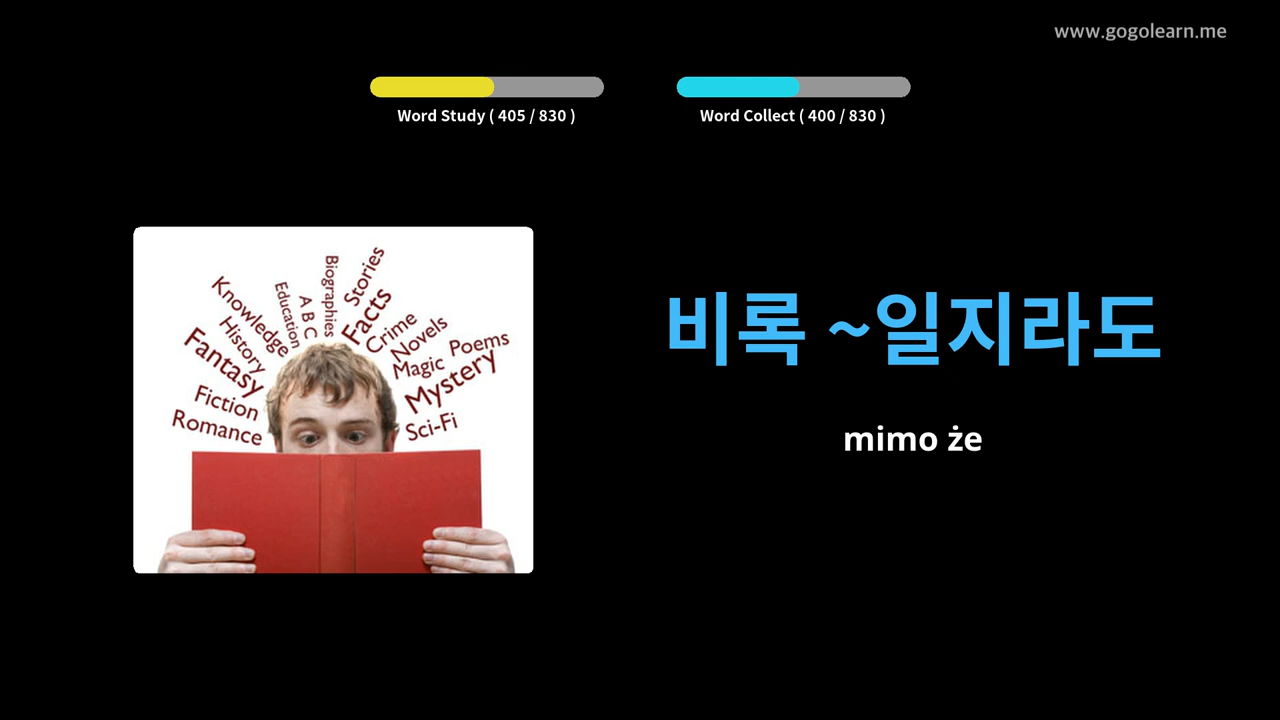 www.gogolearn.me
Word Study ( 405 / 830 )
Word Collect ( 400 / 830 )
Knowledge
History
Fantasy
Fiction
Romance
Education
A B C
Biographies
Stories
Facts
Crime
Novels
Magic
Poems
Mystery
Sci-Fi
비록 ~일지라도
mimo że